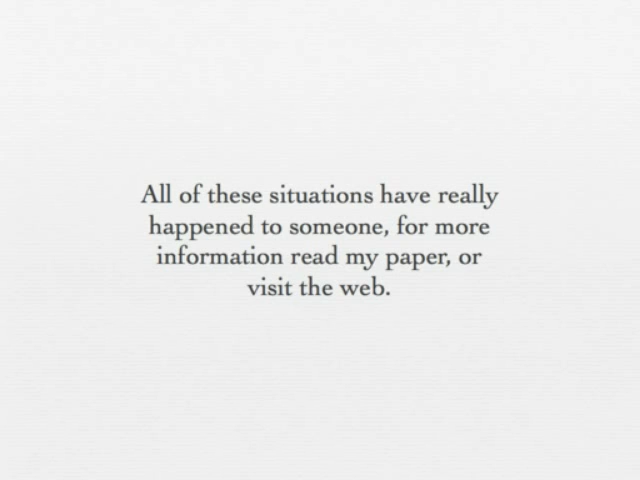 All of these situations have really
happened to someone, for more
information read my paper, or
visit the web.